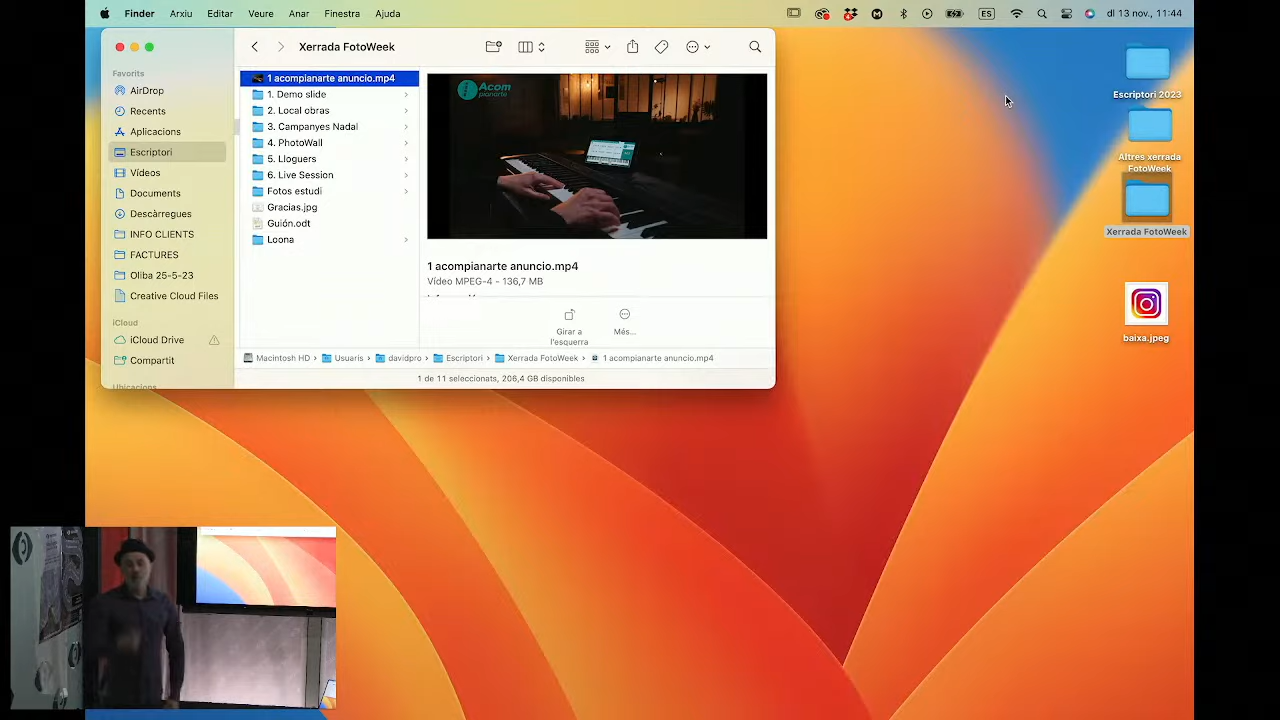 Finder Arxiu Editar Veure Anar Finestra Ajuda
ES
dl 13 nov., 11:44
Xerrada FotoWeek
Favorits
AirDrop
Recents
Aplicacions
Escriptori
Vídeos
Documents
Descàrregues
INFO CLIENTS
FACTURES
Oliba 25-5-23
Creative Cloud Files
iCloud
iCloud Drive
Compartit
Ubicacions
1 acompianarte anuncio.mp4
1. Demo slide
2. Local obras
3. Campanyes Nadal
4. PhotoWall
5. Lloguers
6. Live Session
Fotos estudi
Gracias.jpg
Guión.odt
Loona
Acom
pianarte
1 acompianarte anuncio.mp4
Vídeo MPEG-4 - 136,7 MB
Girar a
l'esquerra
Més...
Macintosh HD › Usuaris › davidpro › Escriptori › Xerrada FotoWeek › 1 acompianarte anuncio.mp4
1 de 11 seleccionats, 206,4 GB disponibles
Escriptori 2023
Altres xerrada
FotoWeek
Xerrada FotoWeek
baixa.jpeg